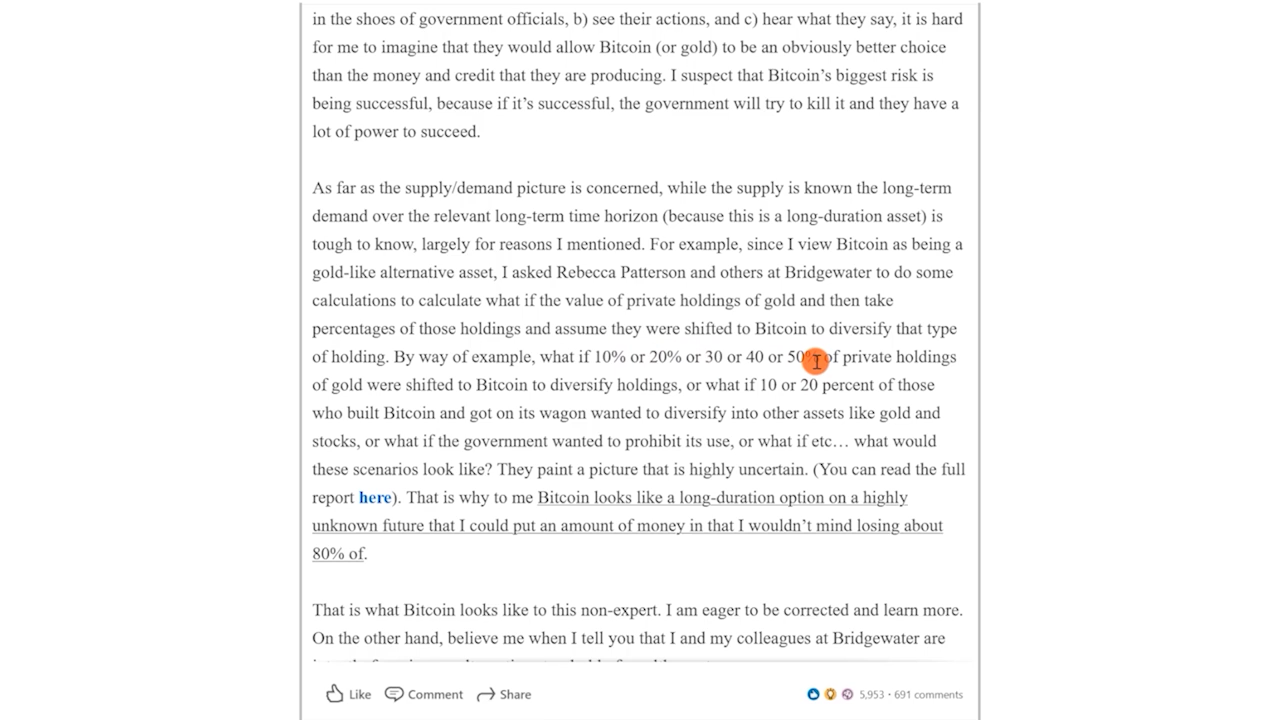 in the shoes of government officials, b) see their actions, and c) hear what they say, it is hard
for me to imagine that they would allow Bitcoin (or gold) to be an obviously better choice
than the money and credit that they are producing. I suspect that Bitcoin’s biggest risk is
being successful, because if it’s successful, the government will try to kill it and they have a
lot of power to succeed.
As far as the supply/demand picture is concerned, while the supply is known the long-term
demand over the relevant long-term time horizon (because this is a long-duration asset) is
tough to know, largely for reasons I mentioned. For example, since I view Bitcoin as being a
gold-like alternative asset, I asked Rebecca Patterson and others at Bridgewater to do some
calculations to calculate what if the value of private holdings of gold and then take
percentages of those holdings and assume they were shifted to Bitcoin to diversify that type
of holding. By way of example, what if 10% or 20% or 30 or 40 or 50% of private holdings
of gold were shifted to Bitcoin to diversify holdings, or what if 10 or 20 percent of those
who built Bitcoin and got on its wagon wanted to diversify into other assets like gold and
stocks, or what if the government wanted to prohibit its use, or what if etc… what would
these scenarios look like? They paint a picture that is highly uncertain. (You can read the full
report here). That is why to me Bitcoin looks like a long-duration option on a highly
unknown future that I could put an amount of money in that I wouldn’t mind losing about
80% of.
That is what Bitcoin looks like to this non-expert. I am eager to be corrected and learn more.
On the other hand, believe me when I tell you that I and my colleagues at Bridgewater are
Like Comment Share 5,953 • 691 comments